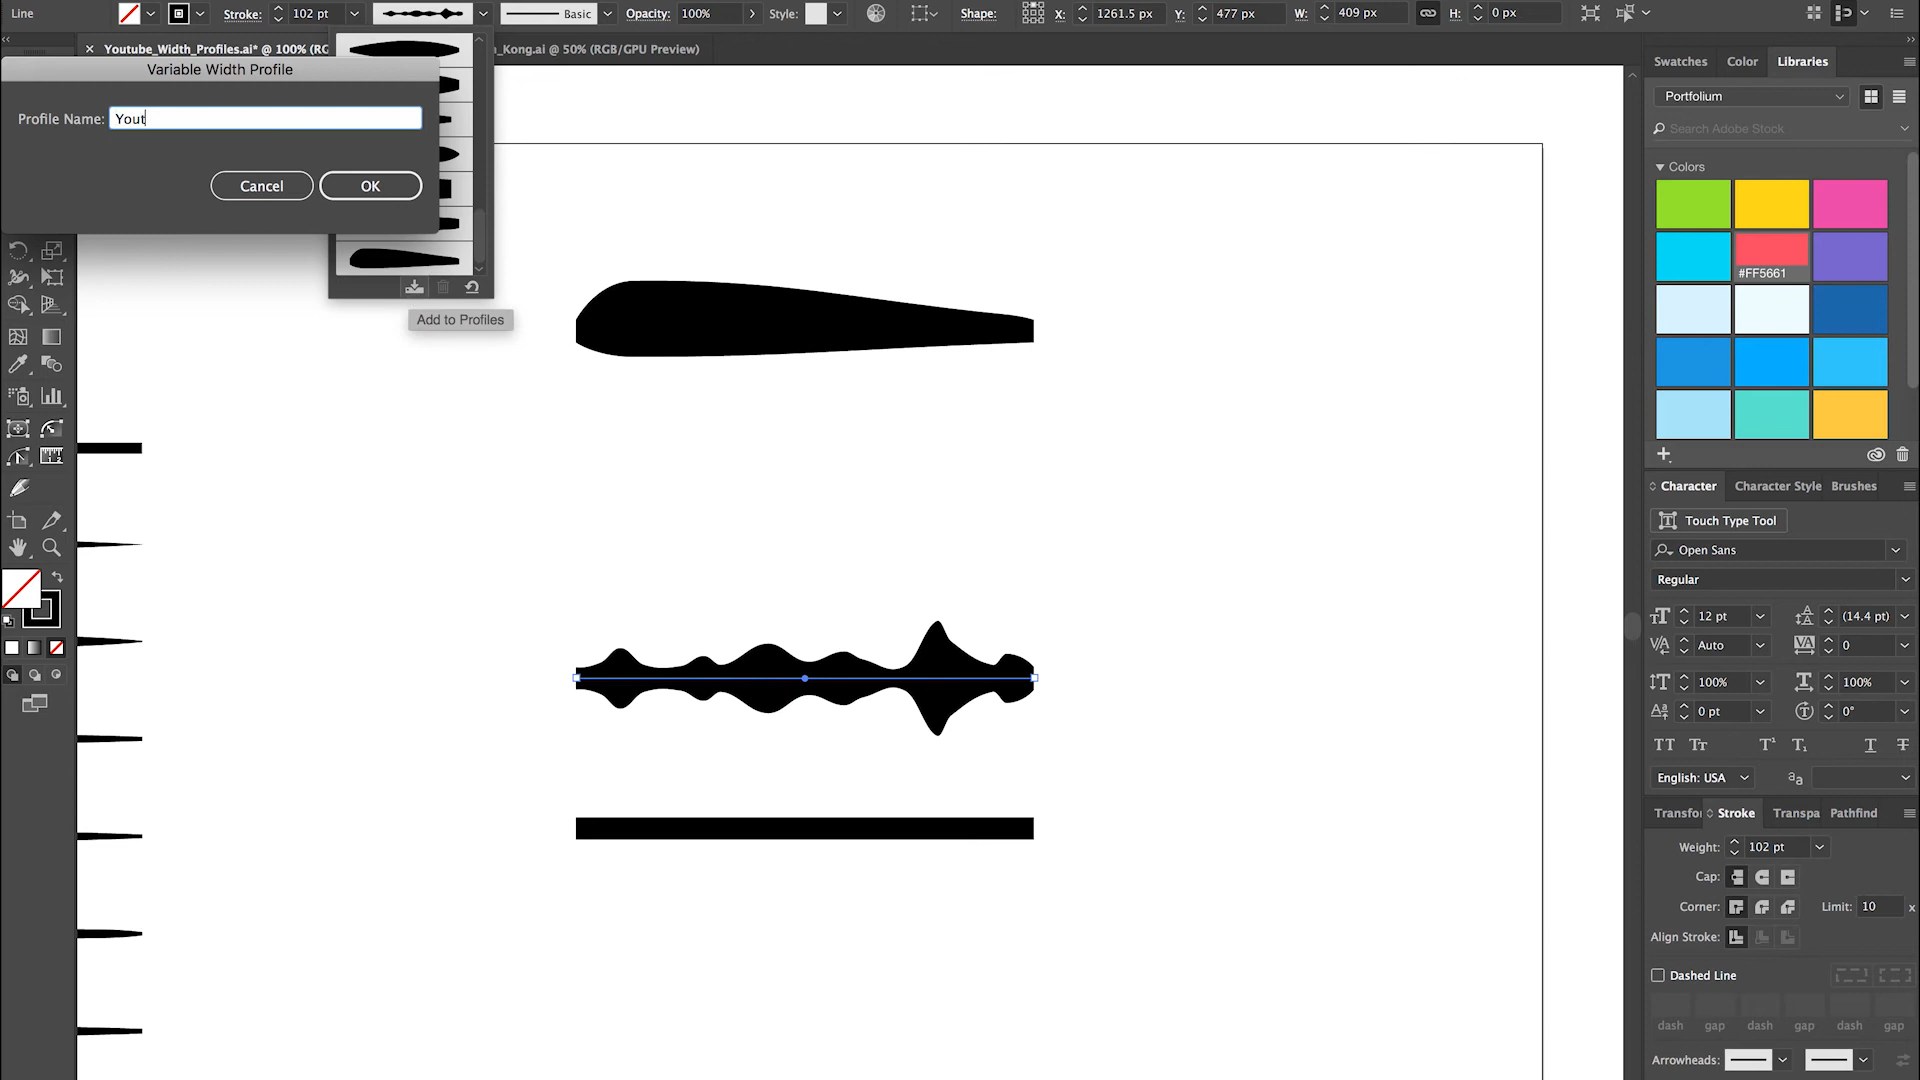 Line
Stroke:
102 pt
Basic
Opacity:
100%
Style:
Shape:
X:
1261.5 px
Y:
477 px
W:
409 px
H:
0 px
Youtube_Width_Profiles.ai* @ 100% (RG
_Kong.ai @ 50% (RGB/GPU Preview)
Variable Width Profile
Profile Name:
Yout
Cancel
OK
Add to Profiles
Swatches
Color
Libraries
Portfolium
Search Adobe Stock
Colors
#FF5661
Character
Character Style
Brushes
Touch Type Tool
Open Sans
Regular
12 pt
(14.4 pt)
Auto
0
100%
100%
0 pt
0°
English: USA
Transfor
Stroke
Transpa
Pathfind
Weight:
102 pt
Cap:
Corner:
Limit:
10
x
Align Stroke:
Dashed Line
dash
gap
dash
gap
dash
gap
Arrowheads: